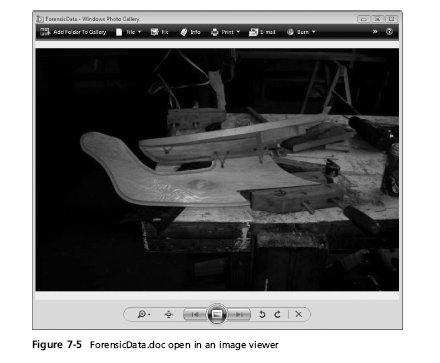 ForensicData - Windows Photo Gallery
Add Folder To Gallery File Fix Info Print E-mail Burn »
Figure 7-5 ForensicData.doc open in an image viewer